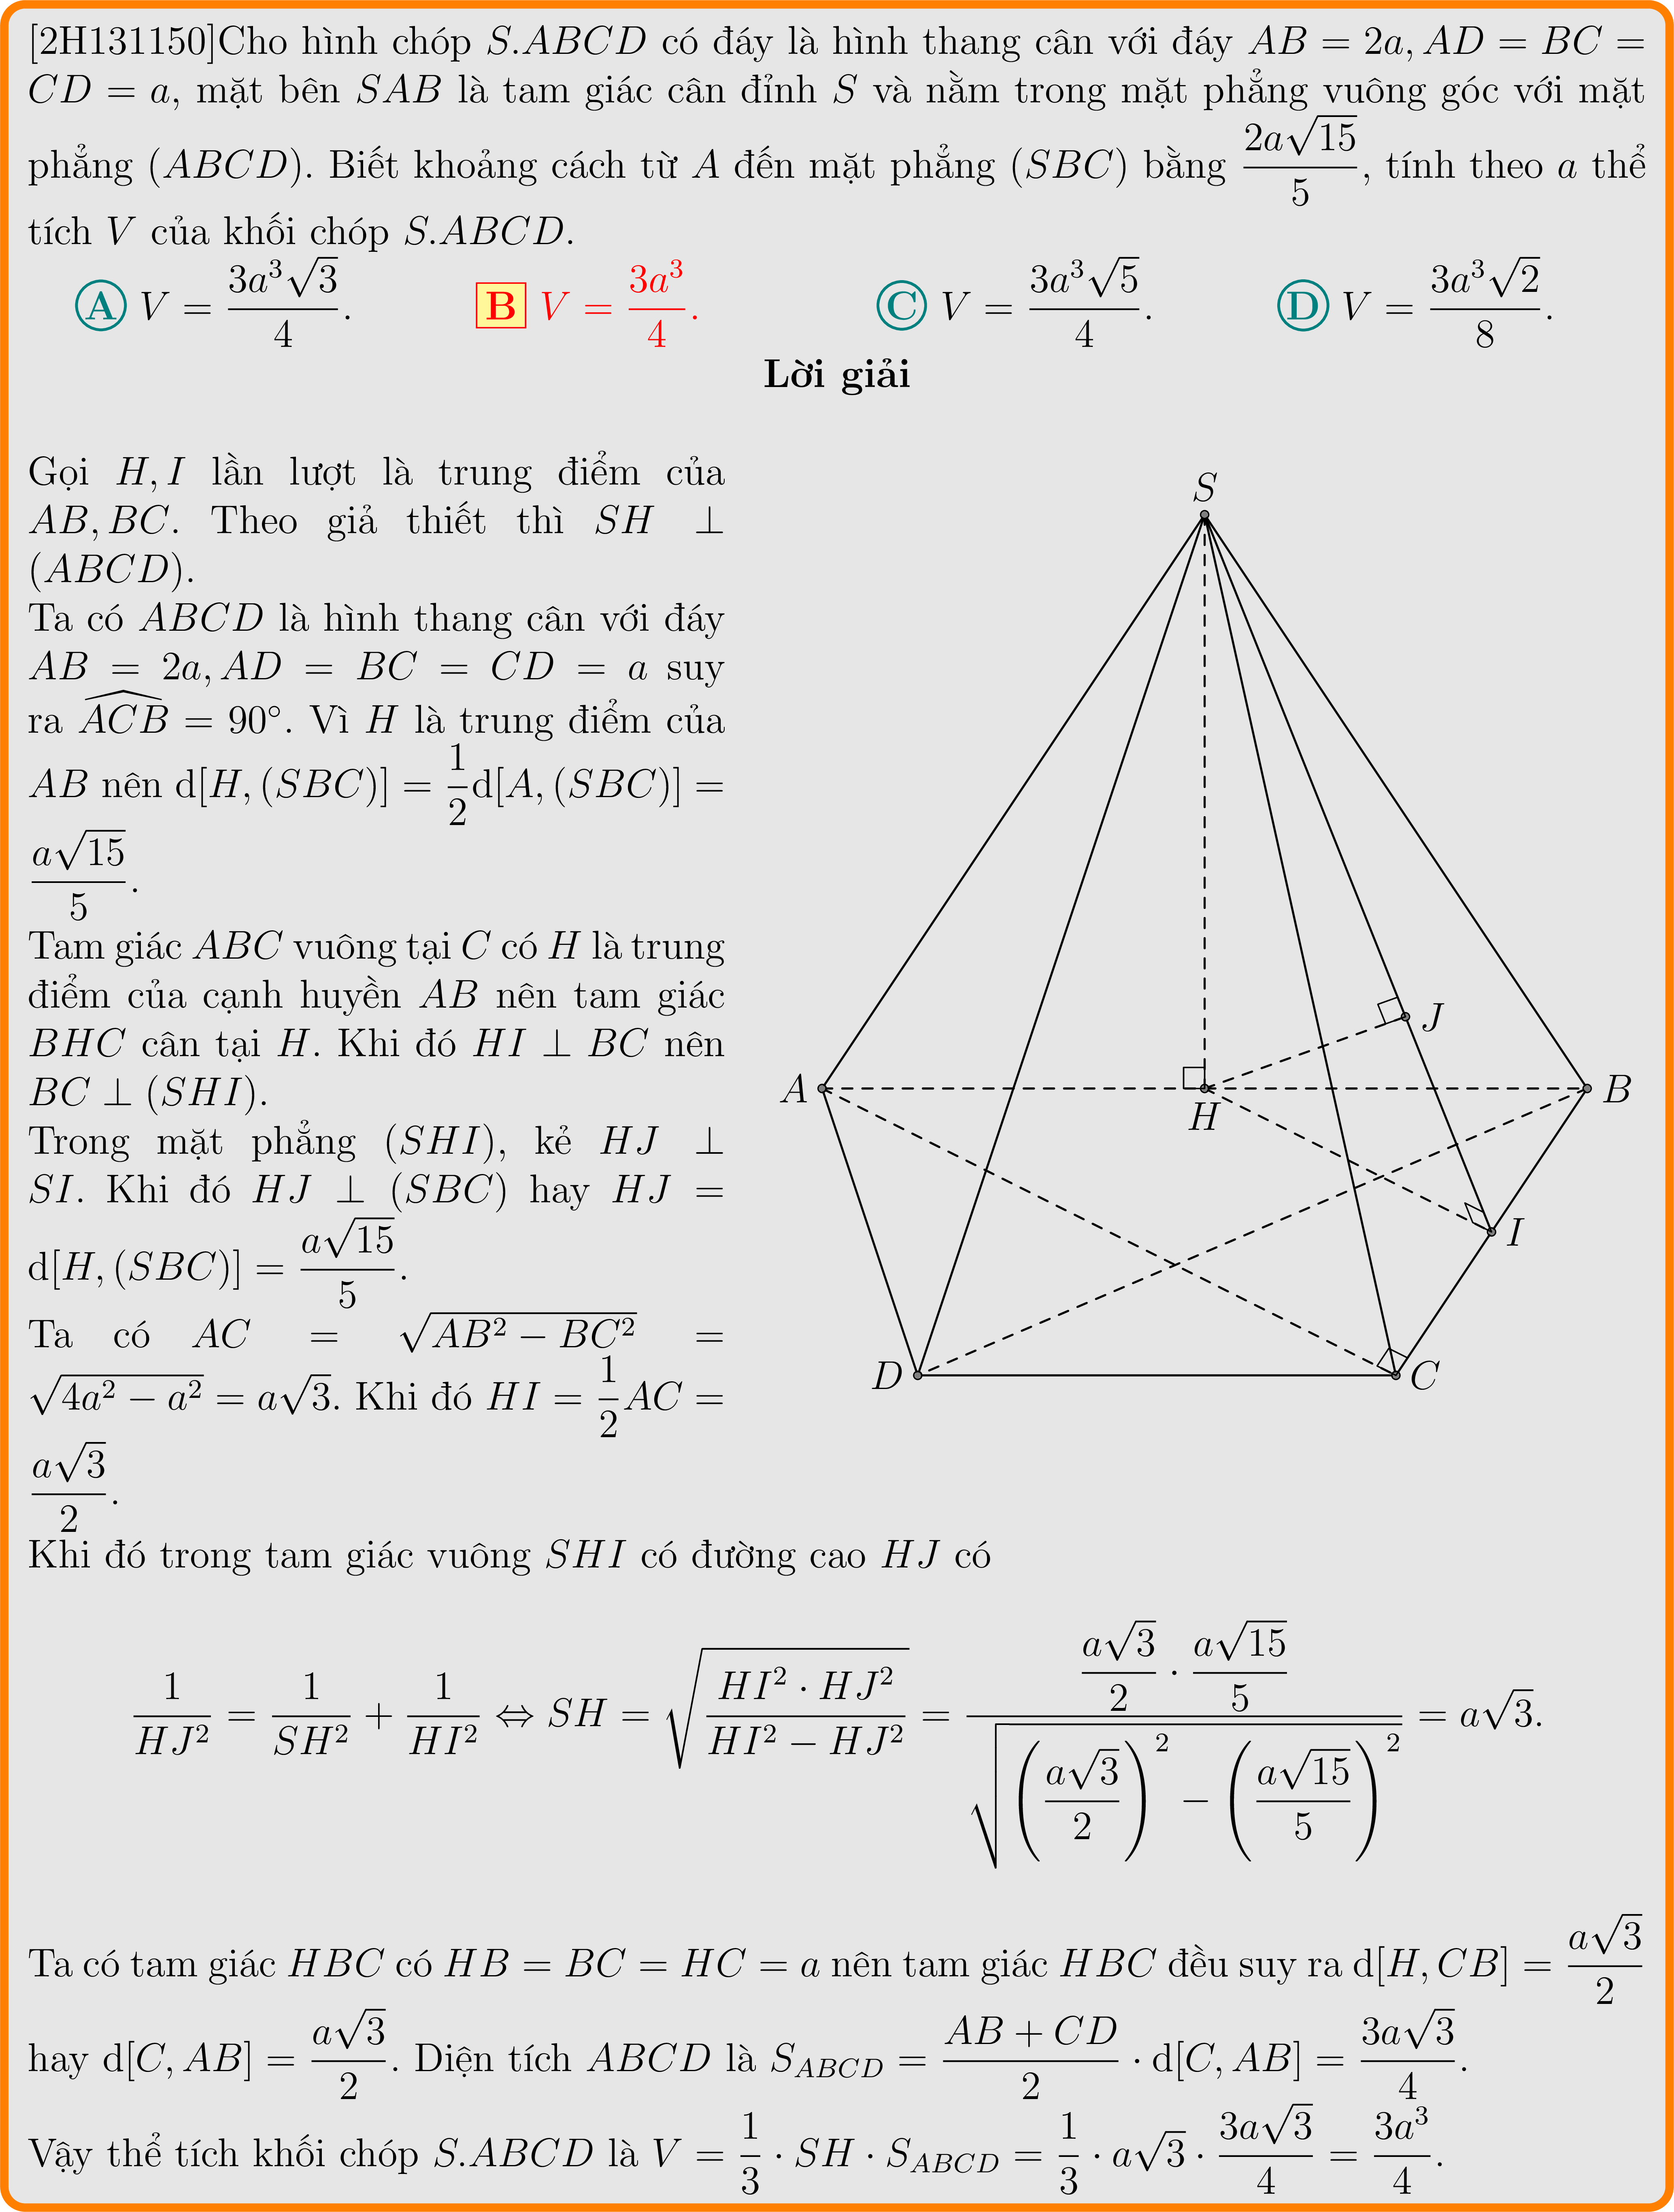 [2H131150]Cho hình chóp S.ABCD có đáy là hình thang cân với đáy AB = 2a, AD = BC =
CD = a, mặt bên SAB là tam giác cân đỉnh S và nằm trong mặt phẳng vuông góc với mặt
phẳng (ABCD). Biết khoảng cách từ A đến mặt phẳng (SBC) bằng \frac{2a\sqrt{15}}{5}, tính theo a thể
tích V của khối chóp S.ABCD.
A V = \frac{3a^3\sqrt{3}}{4}. B V = \frac{3a^3}{4}. C V = \frac{3a^3\sqrt{5}}{4}. D V = \frac{3a^3\sqrt{2}}{8}.
Lời giải
Gọi H, I lần lượt là trung điểm của
AB, BC. Theo giả thiết thì SH ⊥
(ABCD).
Ta có ABCD là hình thang cân với đáy
AB = 2a, AD = BC = CD = a suy
ra \widehat{ACB} = 90°. Vì H là trung điểm của
AB nên d[H, (SBC)] = \frac{1}{2}d[A, (SBC)] =
\frac{a\sqrt{15}}{5}.
Tam giác ABC vuông tại C có H là trung
điểm của cạnh huyền AB nên tam giác
BHC cân tại H. Khi đó HI ⊥ BC nên
BC ⊥ (SHI).
Trong mặt phẳng (SHI), kẻ HJ ⊥
SI. Khi đó HJ ⊥ (SBC) hay HJ =
d[H, (SBC)] = \frac{a\sqrt{15}}{5}.
Ta có AC = \sqrt{AB^2 − BC^2} =
\sqrt{4a^2 − a^2} = a\sqrt{3}. Khi đó HI = \frac{1}{2}AC =
\frac{a\sqrt{3}}{2}.
S
J
A
H
B
I
D
C
Khi đó trong tam giác vuông SHI có đường cao HJ có
\frac{1}{HJ^2} = \frac{1}{SH^2} + \frac{1}{HI^2} ⇔ SH = \sqrt{\frac{HI^2 · HJ^2}{HI^2 − HJ^2}} = \frac{\frac{a\sqrt{3}}{2} · \frac{a\sqrt{15}}{5}}{\sqrt{\left(\frac{a\sqrt{3}}{2}\right)^2 − \left(\frac{a\sqrt{15}}{5}\right)^2}} = a\sqrt{3}.
Ta có tam giác HBC có HB = BC = HC = a nên tam giác HBC đều suy ra d[H, CB] = \frac{a\sqrt{3}}{2}
hay d[C, AB] = \frac{a\sqrt{3}}{2}. Diện tích ABCD là S_{ABCD} = \frac{AB + CD}{2} · d[C, AB] = \frac{3a\sqrt{3}}{4}.
Vậy thể tích khối chóp S.ABCD là V = \frac{1}{3} · SH · S_{ABCD} = \frac{1}{3} · a\sqrt{3} · \frac{3a\sqrt{3}}{4} = \frac{3a^3}{4}.